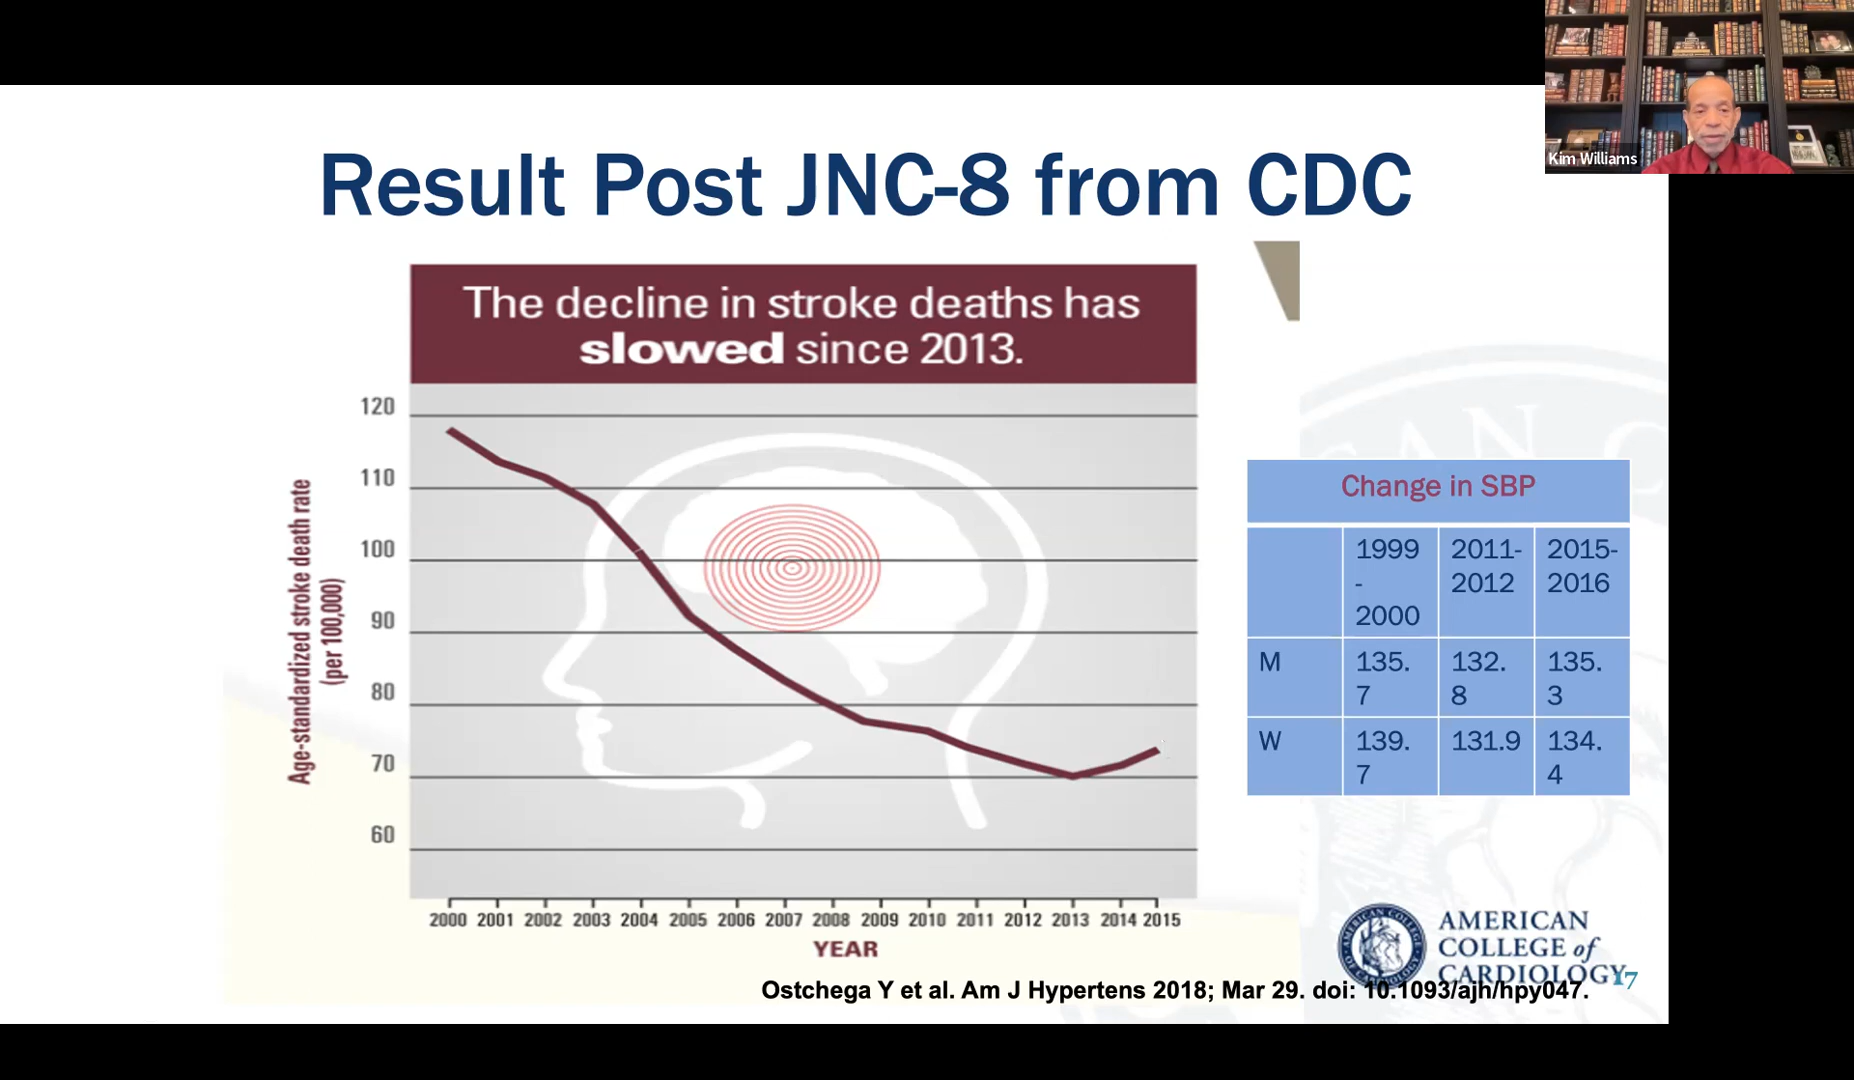 Kim Williams
Result Post JNC-8 from CDC
The decline in stroke deaths has
slowed since 2013.
120
110
100
90
80
70
60
Age-standardized stroke death rate
(per 100,000)
2000 2001 2002 2003 2004 2005 2006 2007 2008 2009 2010 2011 2012 2013 2014 2015
YEAR
Change in SBP
1999
-
2000
2011-
2012
2015-
2016
M
135.
7
132.
8
135.
3
W
139.
7
131.9
134.
4
AMERICAN
COLLEGE of
CARDIOLOGY
17
Ostchega Y et al. Am J Hypertens 2018; Mar 29. doi: 10.1093/ajh/hpy047.